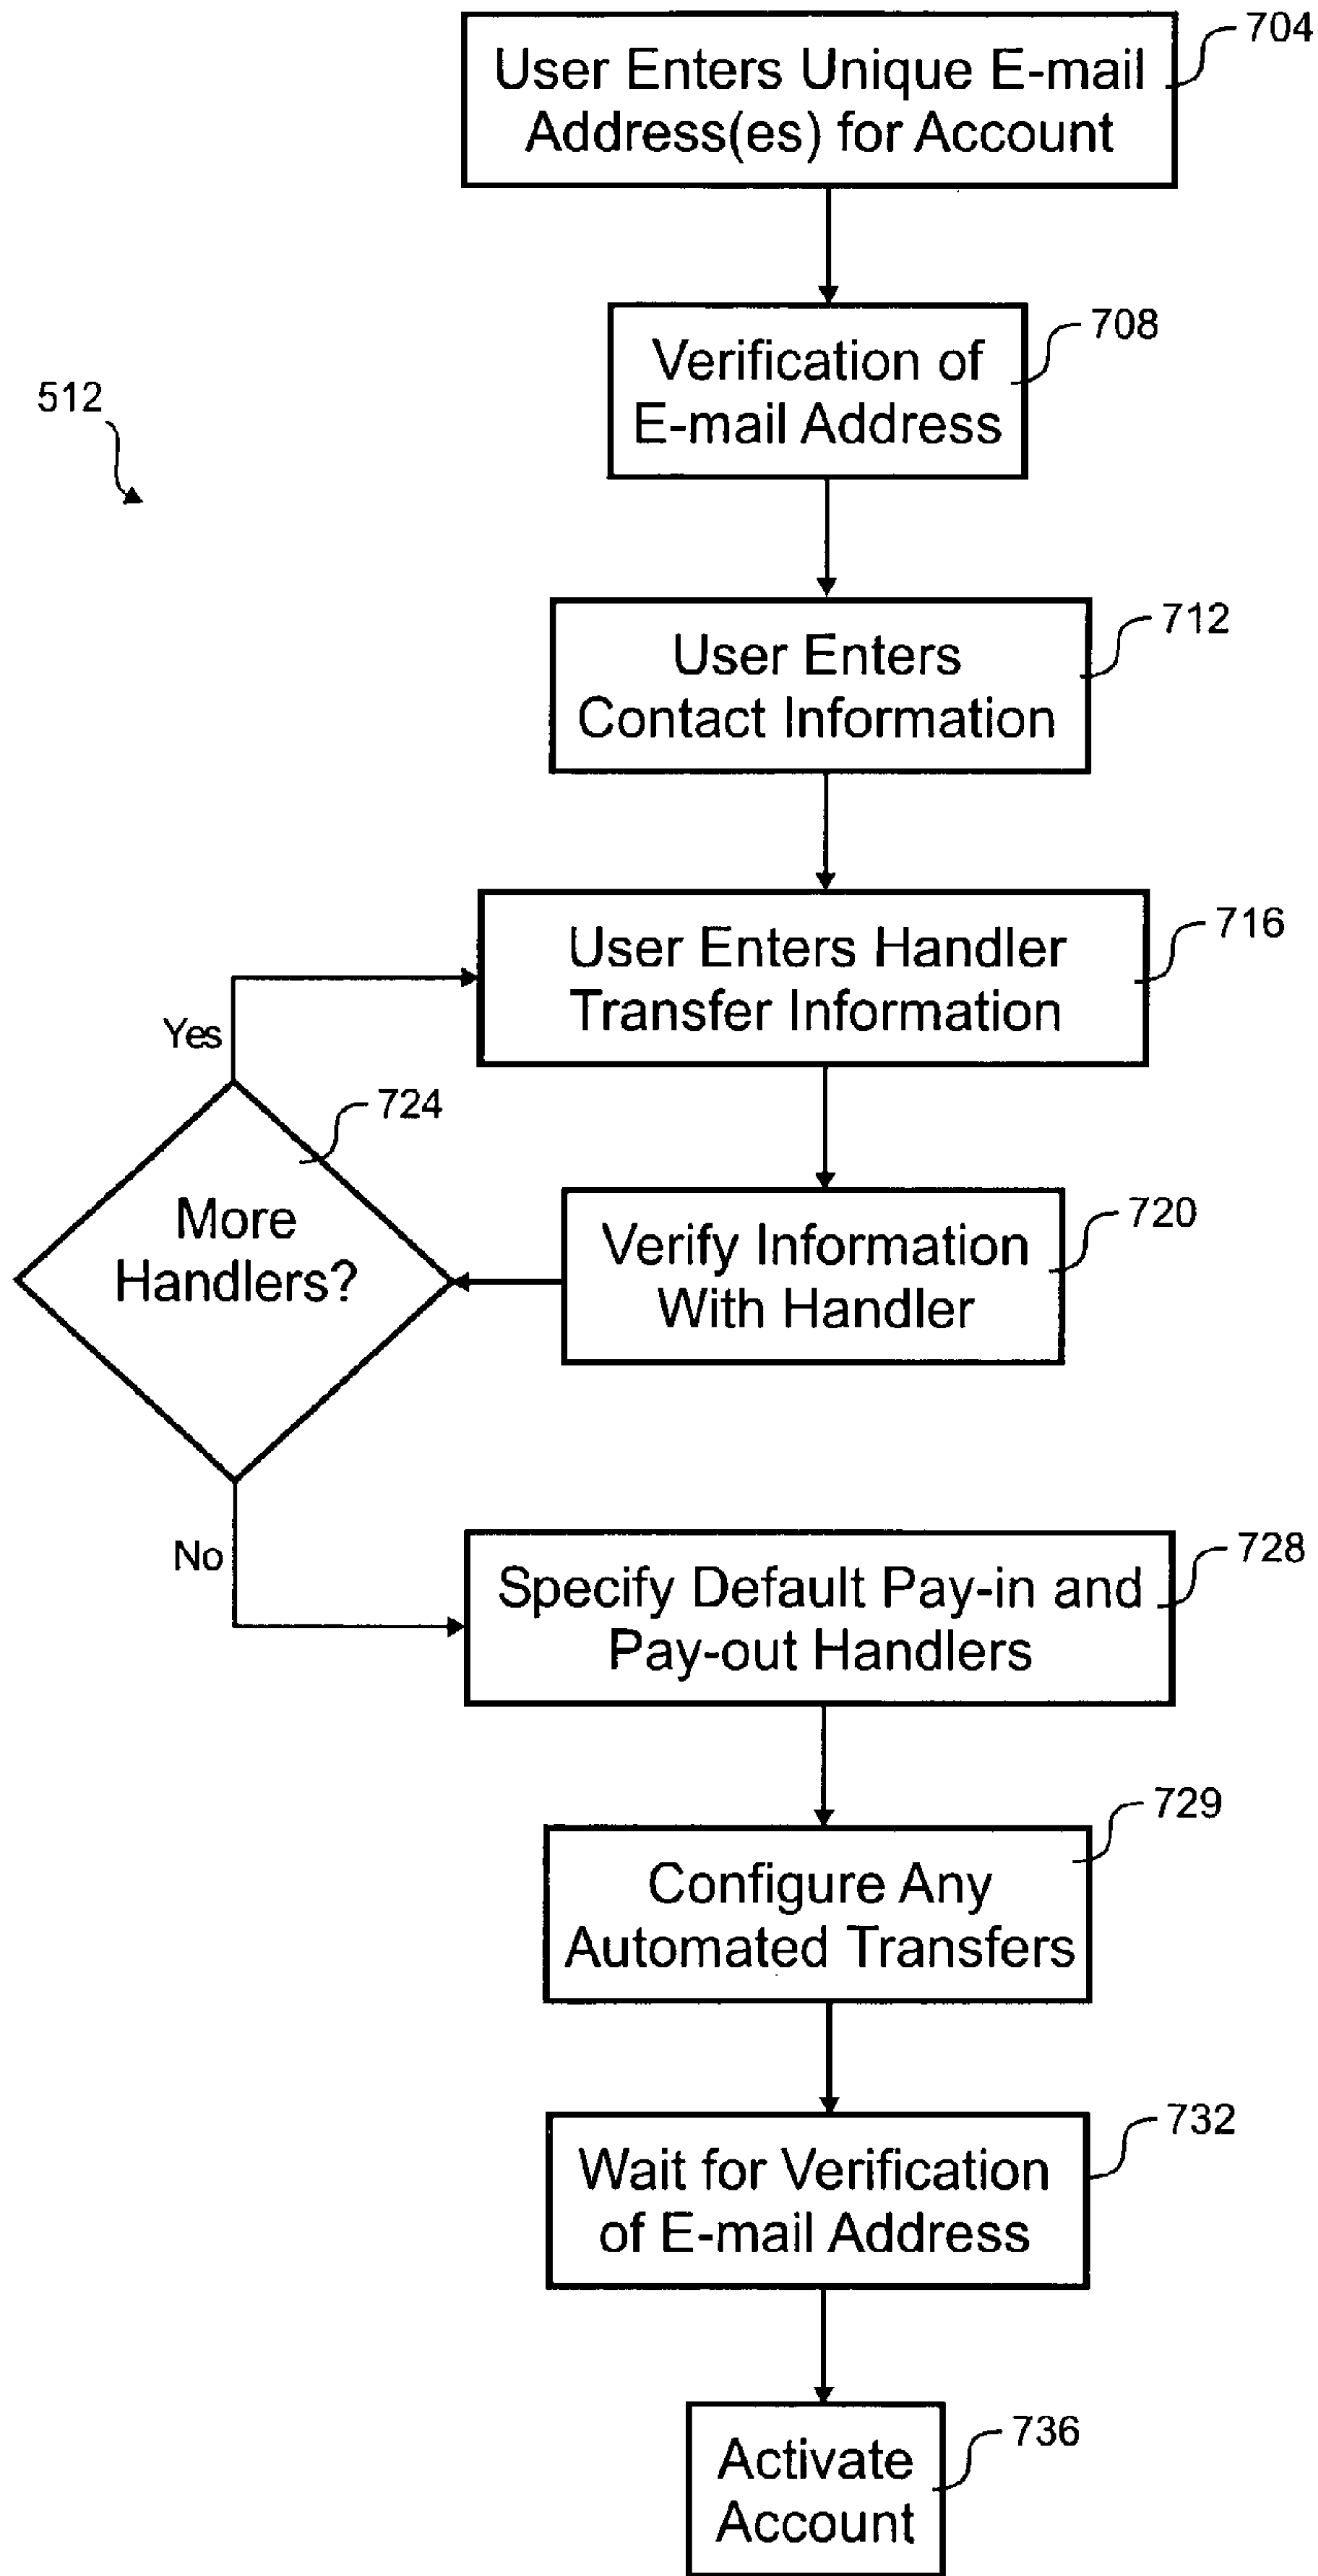 704
User Enters Unique E-mail
Address(es) for Account
708
Verification of
E-mail Address
512
712
User Enters
Contact Information
716
User Enters Handler
Transfer Information
Yes
724
More
Handlers?
720
Verify Information
With Handler
No
728
Specify Default Pay-in and
Pay-out Handlers
729
Configure Any
Automated Transfers
732
Wait for Verification
of E-mail Address
736
Activate
Account